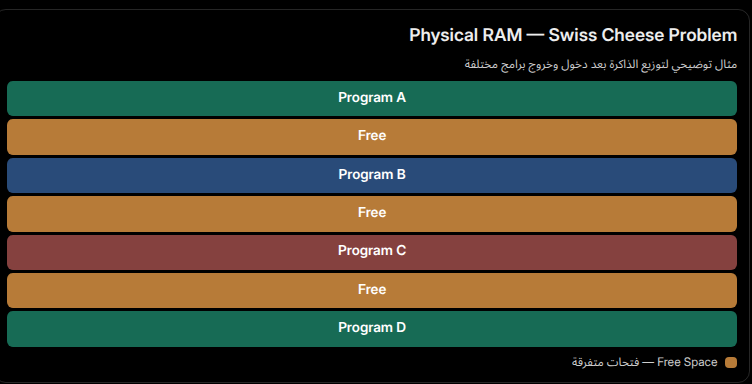 Physical RAM — Swiss Cheese Problem
مثال توضيحي لتوزيع الذاكرة بعد دخول وخروج برامج مختلفة
Program A
Free
Program B
Free
Program C
Free
Program D
Free Space — فتحات متفرقة